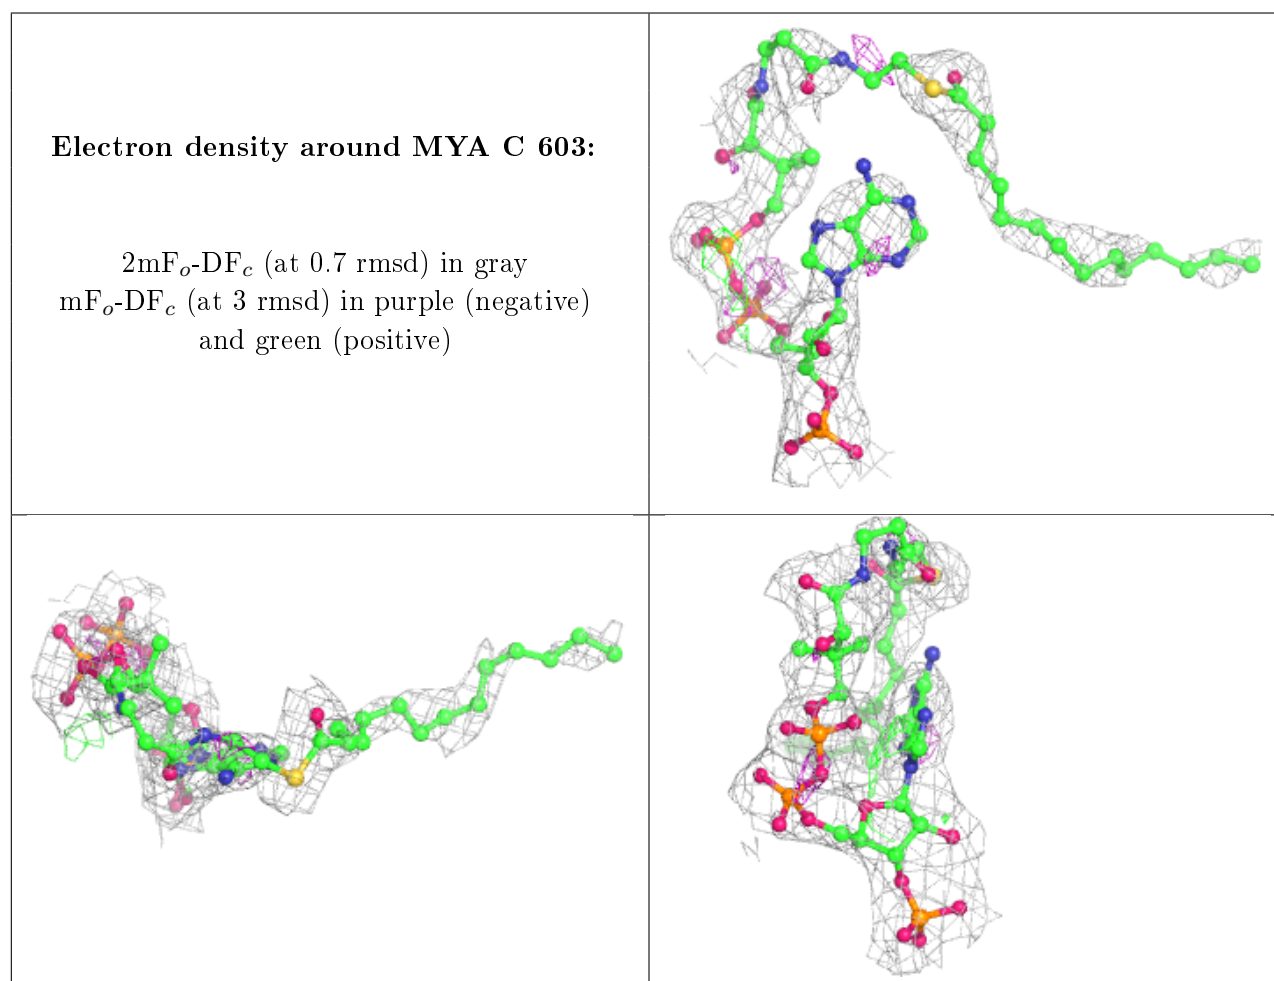 Electron density around MYA C 603:
2mFo-DFc (at 0.7 rmsd) in gray
mFo-DFc (at 3 rmsd) in purple (negative)
and green (positive)